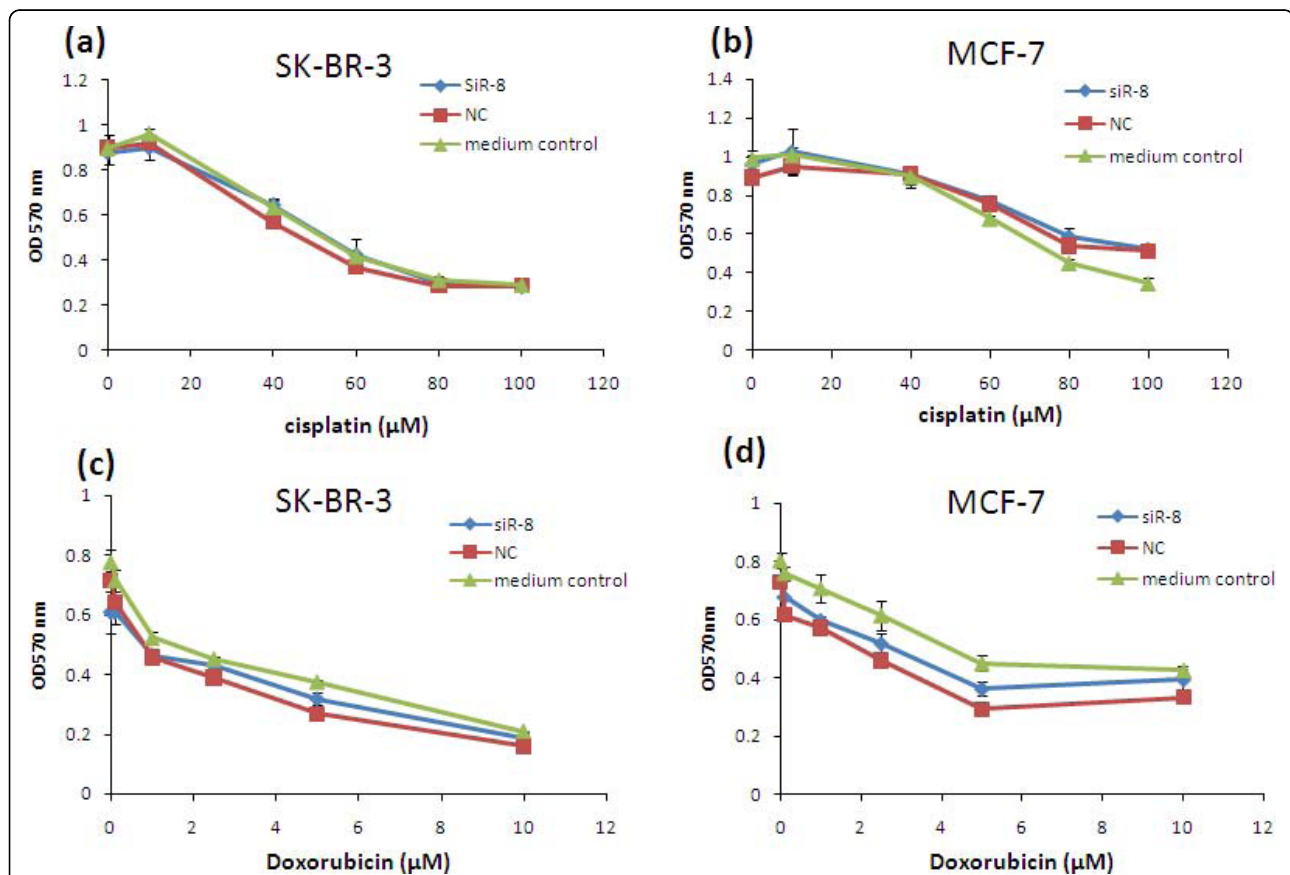 (a)
SK-BR-3
SiR-8
NC
medium control
OD570 nm
1.2
1
0.8
0.6
0.4
0.2
0
0 20 40 60 80 100 120
cisplatin (µM)
(b)
MCF-7
siR-8
NC
medium control
OD570 nm
1.4
1.2
1
0.8
0.6
0.4
0.2
0
0 20 40 60 80 100 120
cisplatin (µM)
(c)
SK-BR-3
siR-8
NC
medium control
OD570 nm
1
0.8
0.6
0.4
0.2
0
0 2 4 6 8 10 12
Doxorubicin (µM)
(d)
MCF-7
siR-8
NC
medium control
OD570nm
1
0.8
0.6
0.4
0.2
0
0 2 4 6 8 10 12
Doxorubicin (µM)